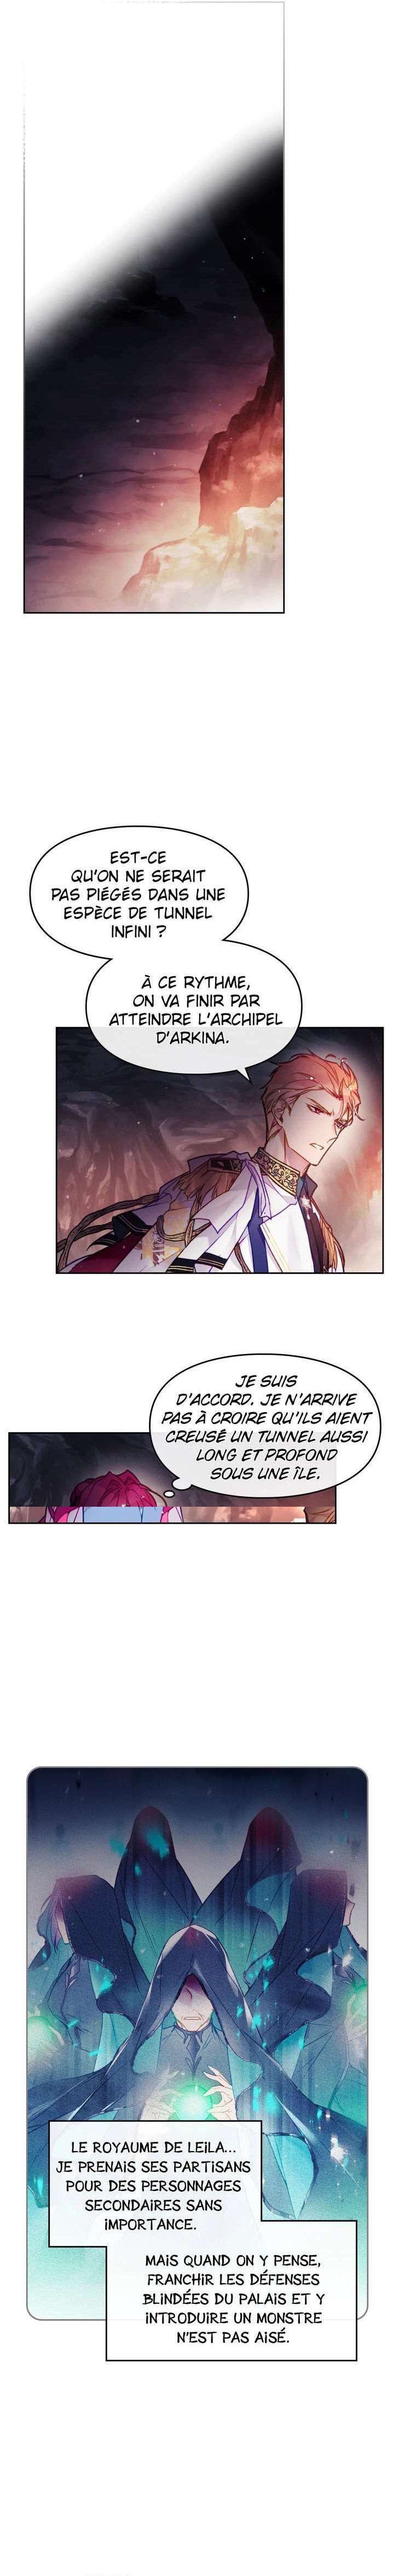 EST-CE
QU'ON NE SERAIT
PAS PIÉGÉS DANS UNE
ESPÈCE DE TUNNEL
INFINI ?
À CE RYTHME,
ON VA FINIR PAR
ATTEINDRE L'ARCHIPEL
D'ARKINA.
JE SUIS
D'ACCORD. JE N'ARRIVE
PAS À CROIRE QU'ILS AIENT
CREUSÉ UN TUNNEL AUSSI
LONG ET PROFOND
SOUS UNE ÎLE.
LE ROYAUME DE LEILA...
JE PRENAIS SES PARTISANS
POUR DES PERSONNAGES
SECONDAIRES SANS
IMPORTANCE.
MAIS QUAND ON Y PENSE,
FRANCHIR LES DÉFENSES
BLINDÉES DU PALAIS ET Y
INTRODUIRE UN MONSTRE
N'EST PAS AISÉ.